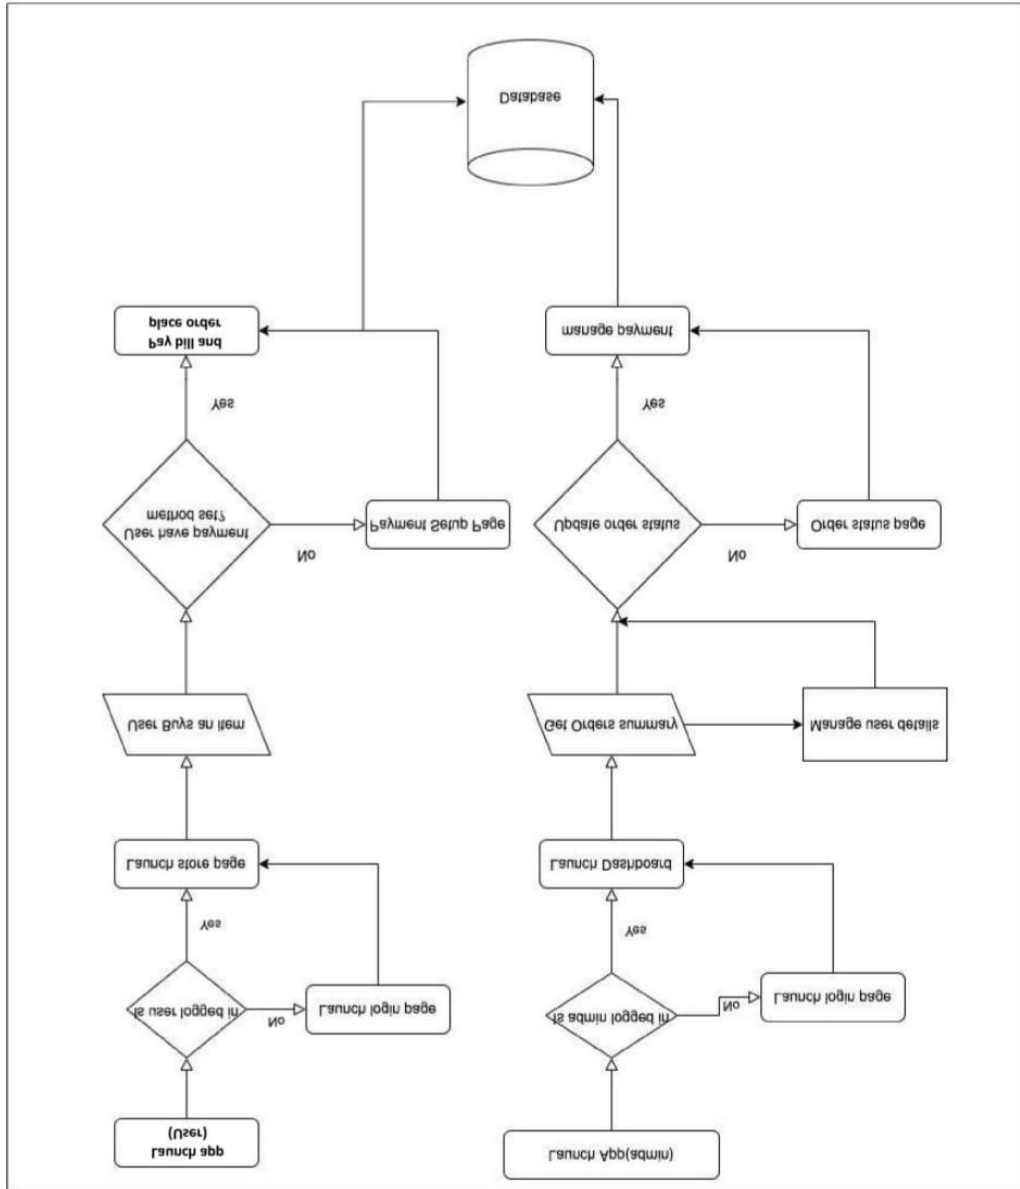 Launch app
(User)
Launch App(admin)
Is user logged in
No
Launch login page
Is admin logged in
No
Launch login page
Yes
Yes
Launch store page
Launch Dashboard
User Buys an item
Get Orders summary
Manage user details
No
No
User have payment
method set?
Payment Setup Page
Update order status
Order status page
Yes
Yes
Pay bill and
place order
manage payment
Database